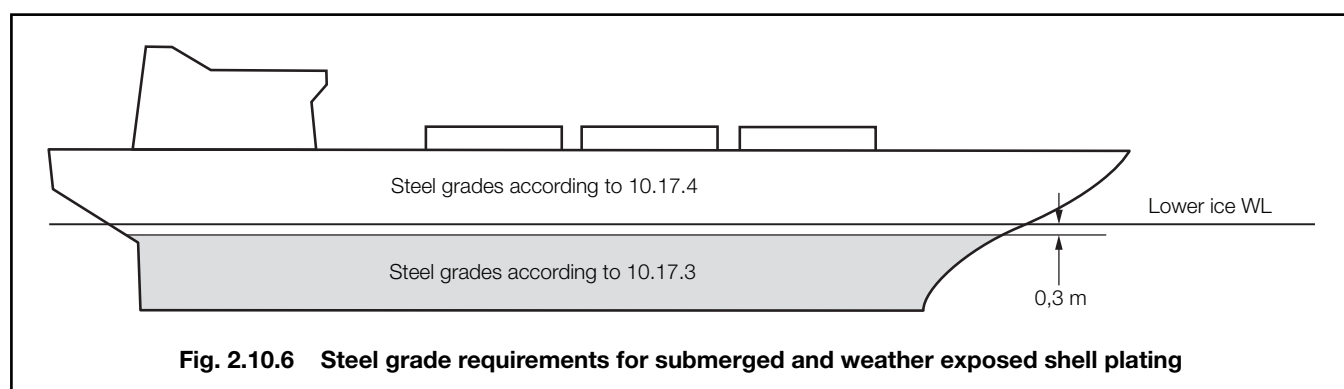 Steel grades according to 10.17.4
Lower ice WL
Steel grades according to 10.17.3
0,3 m
Fig. 2.10.6 Steel grade requirements for submerged and weather exposed shell plating